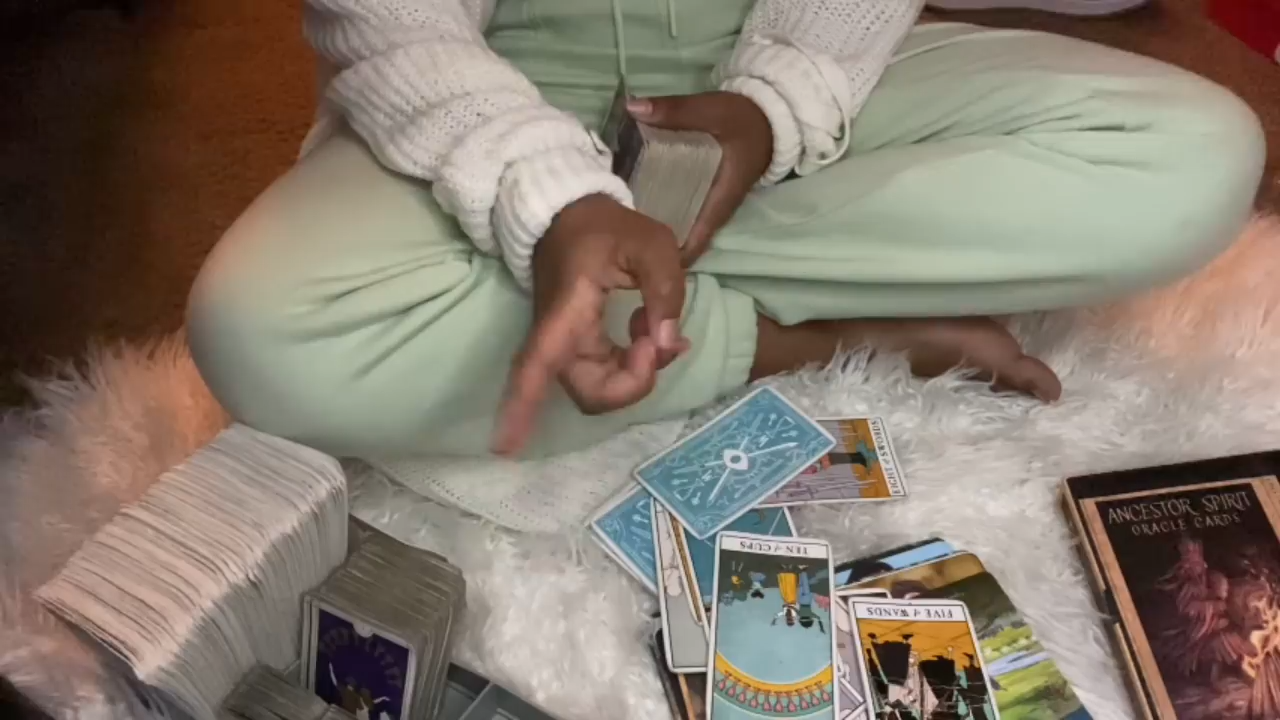 EIGHT of SWORDS
ANCESTOR SPIRIT
ORACLE CARDS
TEN of CUPS
FIVE of WANDS